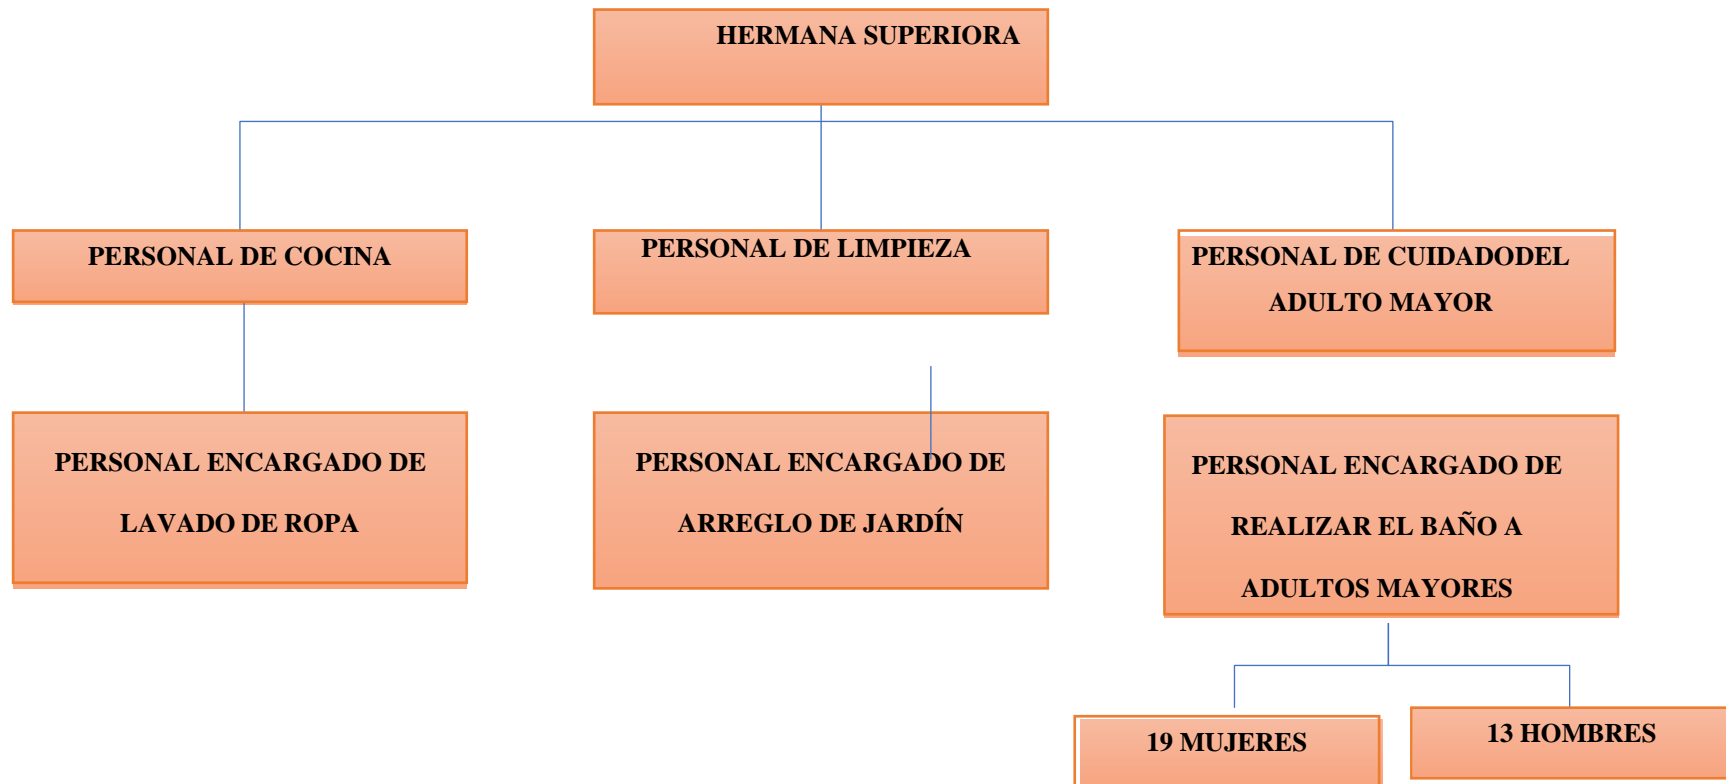 HERMANA SUPERIORA
PERSONAL DE COCINA
PERSONAL DE LIMPIEZA
PERSONAL DE CUIDADODEL
ADULTO MAYOR
PERSONAL ENCARGADO DE
LAVADO DE ROPA
PERSONAL ENCARGADO DE
ARREGLO DE JARDÍN
PERSONAL ENCARGADO DE
REALIZAR EL BAÑO A
ADULTOS MAYORES
19 MUJERES
13 HOMBRES